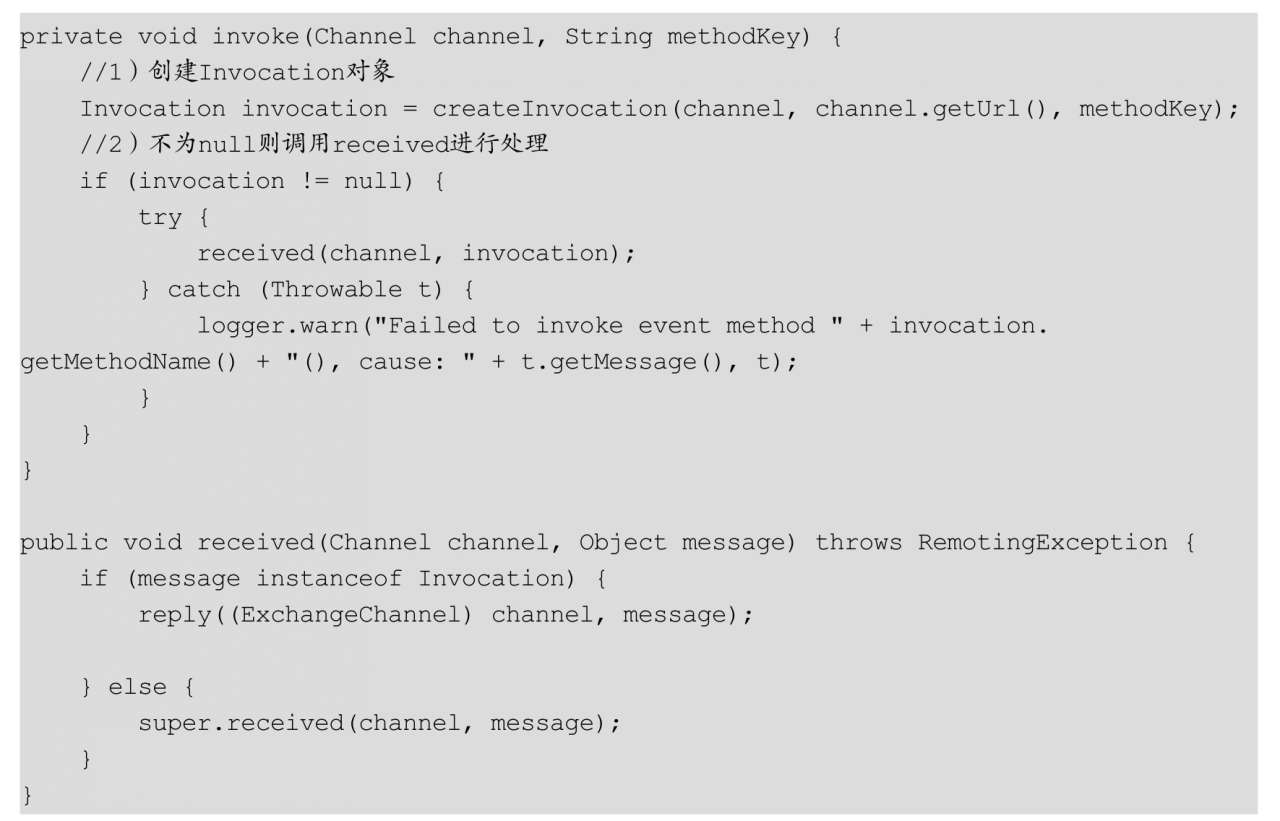 private void invoke(Channel channel, String methodKey) {
    //1）创建Invocation对象
    Invocation invocation = createInvocation(channel, channel.getUrl(), methodKey);
    //2）不为null则调用received进行处理
    if (invocation != null) {
        try {
            received(channel, invocation);
        } catch (Throwable t) {
            logger.warn("Failed to invoke event method " + invocation.
getMethodName() + "(), cause: " + t.getMessage(), t);
        }
    }
}

public void received(Channel channel, Object message) throws RemotingException {
    if (message instanceof Invocation) {
        reply((ExchangeChannel) channel, message);

    } else {
        super.received(channel, message);
    }
}